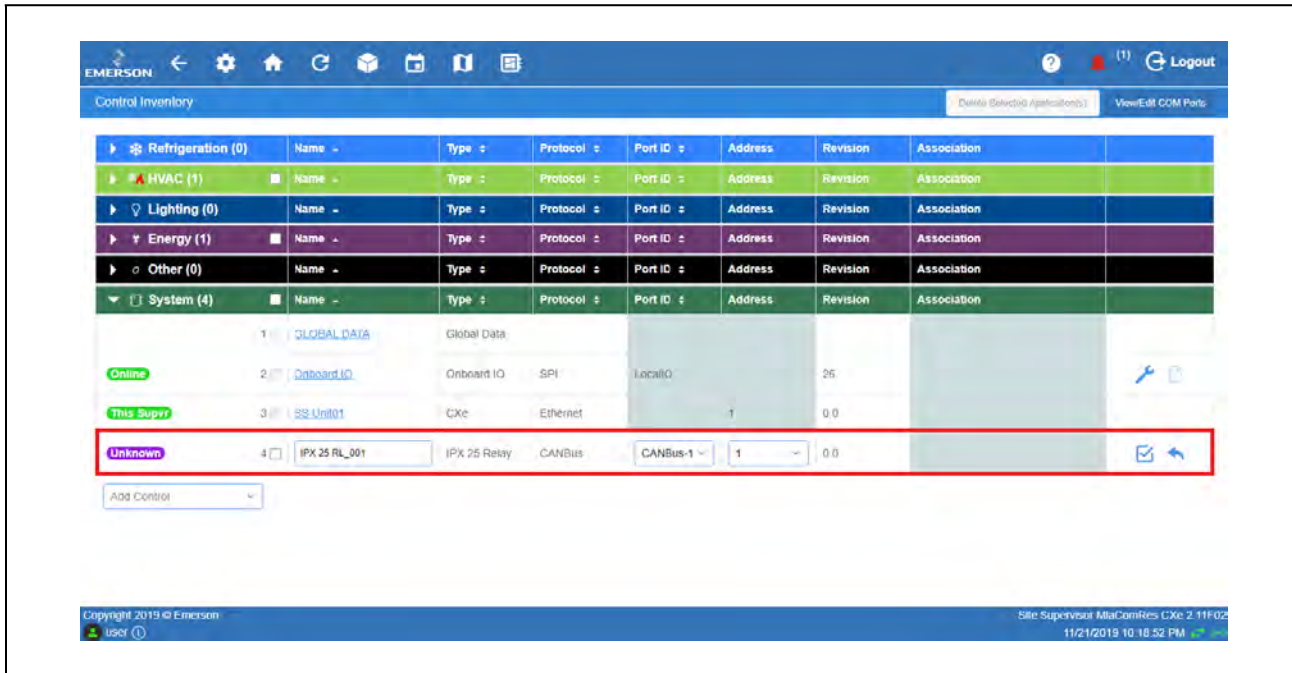 EMERSON (1) Logout
Control Inventory Delete Selected Application(s) View/Edit COM Ports
Refrigeration (0) Name Type Protocol Port ID Address Revision Association
HVAC (1) Name Type Protocol Port ID Address Revision Association
Lighting (0) Name Type Protocol Port ID Address Revision Association
Energy (1) Name Type Protocol Port ID Address Revision Association
Other (0) Name Type Protocol Port ID Address Revision Association
System (4) Name Type Protocol Port ID Address Revision Association
1 GLOBAL DATA Global Data
Online 2 Onboard IO Onboard IO SPI LocalIO 26
This Supvr 3 SS Unit01 CXe Ethernet 1 0.0
Unknown 4 IPX 25 RL_001 IPX 25 Relay CANBus CANBus-1 1 0.0
Add Control
Copyright 2019 © Emerson Site Supervisor MtaComRes CXe 2.11F02
user 11/21/2019 10:18:52 PM